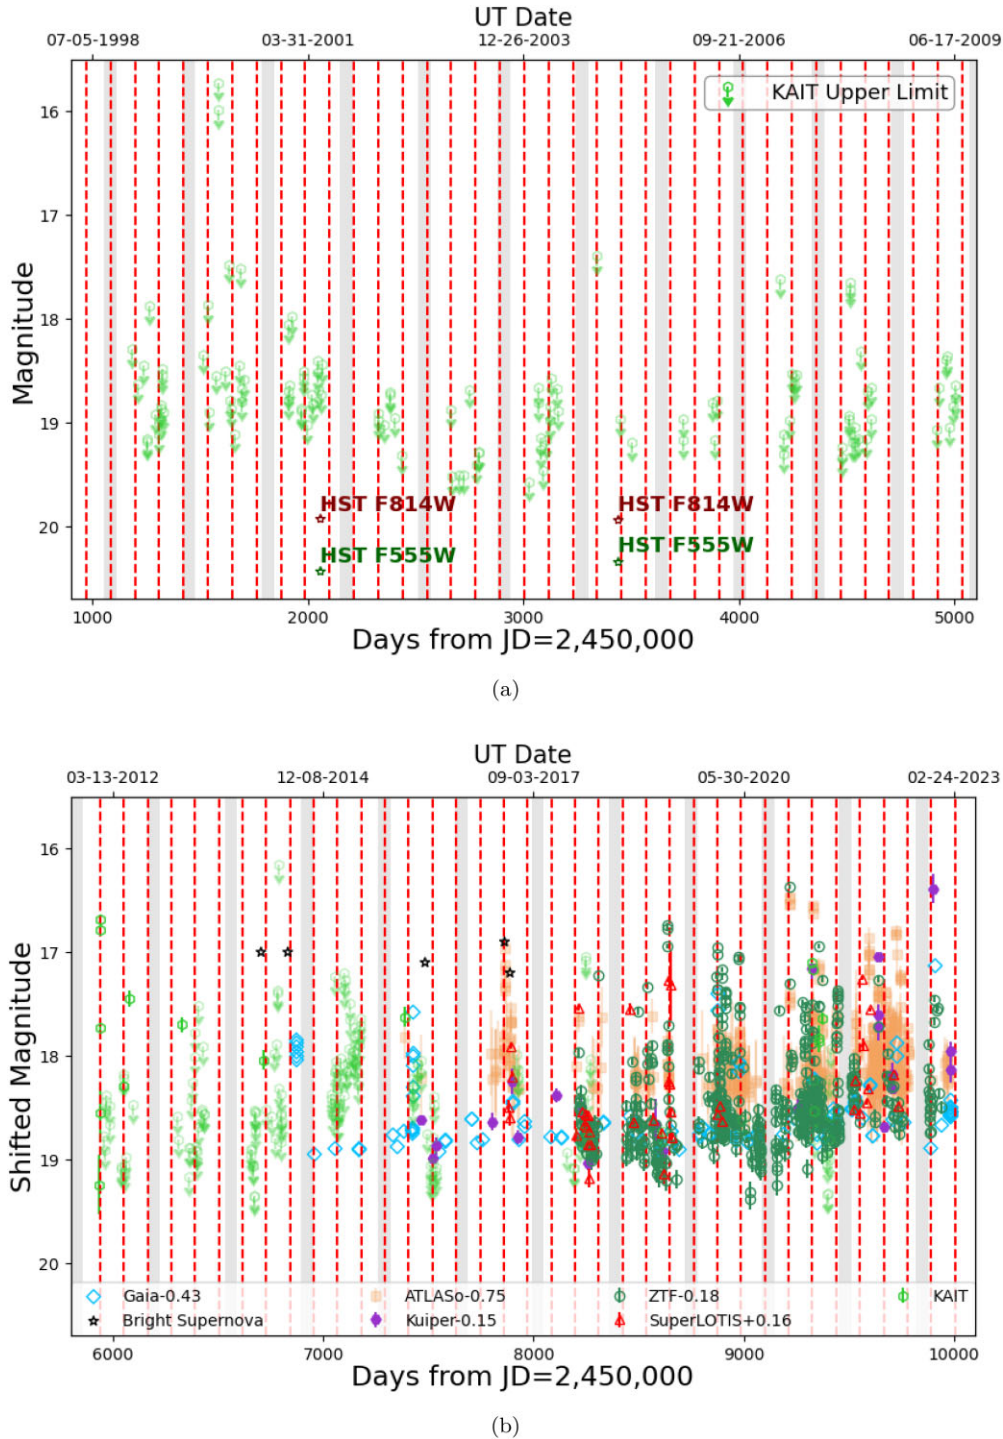 UT Date
07-05-1998 03-31-2001 12-26-2003 09-21-2006 06-17-2009
KAIT Upper Limit
16
17
18
19
20
Magnitude
HST F814W HST F814W
HST F555W HST F555W
1000 2000 3000 4000 5000
Days from JD=2,450,000
(a)
UT Date
03-13-2012 12-08-2014 09-03-2017 05-30-2020 02-24-2023
16
17
18
19
20
Shifted Magnitude
Gaia-0.43 ATLASo-0.75 ZTF-0.18 KAIT
Bright Supernova Kuiper-0.15 SuperLOTIS+0.16
6000 7000 8000 9000 10000
Days from JD=2,450,000
(b)